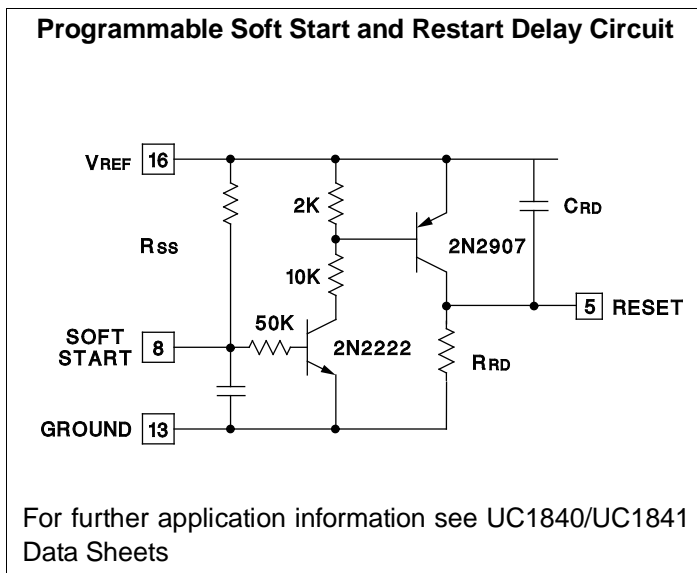 Programmable Soft Start and Restart Delay Circuit
VREF 16
2K
CRD
2N2907
RSS
10K
5 RESET
50K
SOFT
START 8
2N2222
RRD
GROUND 13
For further application information see UC1840/UC1841
Data Sheets